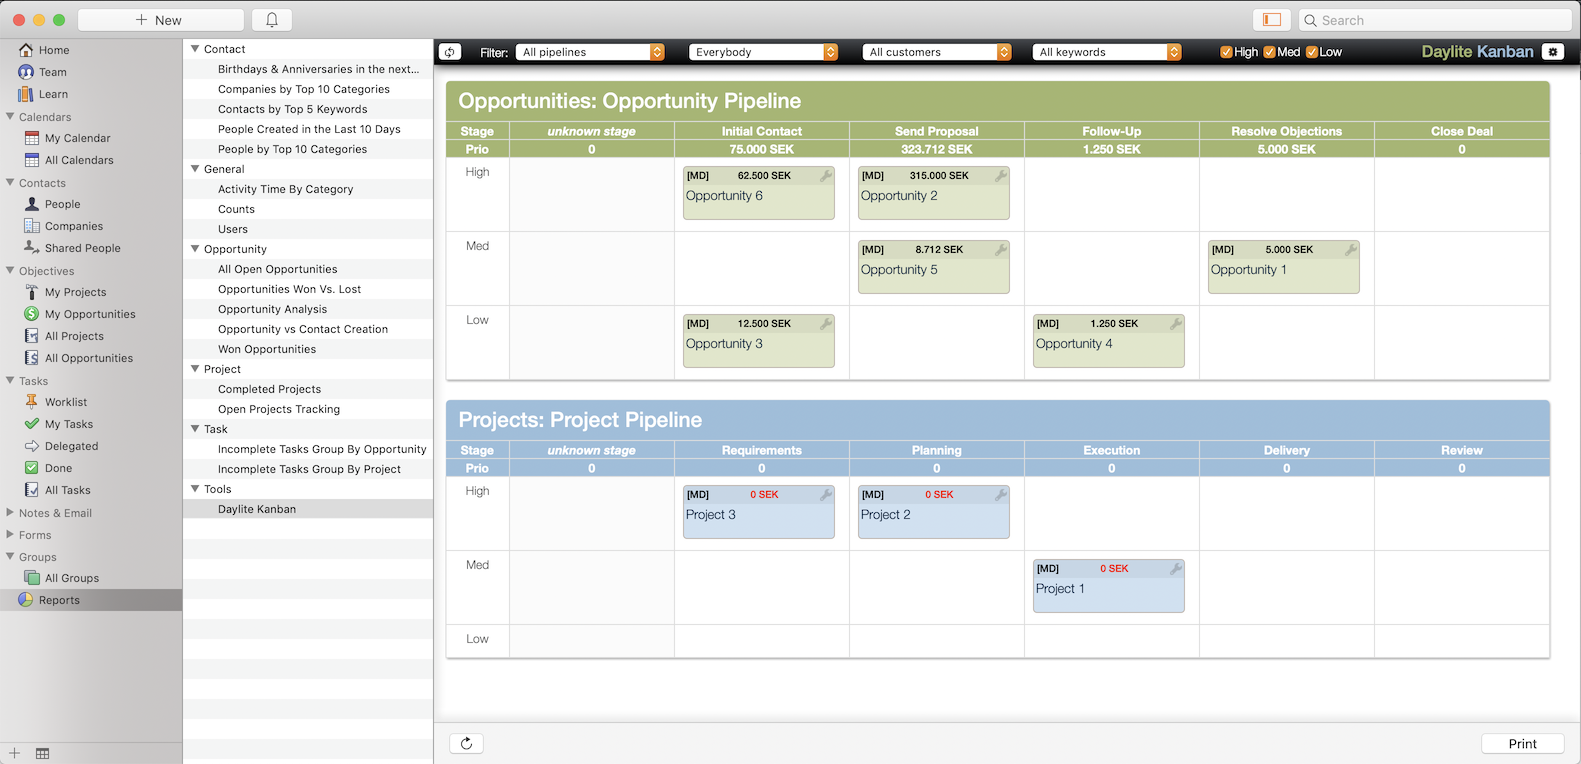 New
Search
Home
Team
Learn
Calendars
My Calendar
All Calendars
Contacts
People
Companies
Shared People
Objectives
My Projects
My Opportunities
All Projects
All Opportunities
Tasks
Worklist
My Tasks
Delegated
Done
All Tasks
Notes & Email
Forms
Groups
All Groups
Reports
Contact
Birthdays & Anniversaries in the next...
Companies by Top 10 Categories
Contacts by Top 5 Keywords
People Created in the Last 10 Days
People by Top 10 Categories
General
Activity Time By Category
Counts
Users
Opportunity
All Open Opportunities
Opportunities Won Vs. Lost
Opportunity Analysis
Opportunity vs Contact Creation
Won Opportunities
Project
Completed Projects
Open Projects Tracking
Task
Incomplete Tasks Group By Opportunity
Incomplete Tasks Group By Project
Tools
Daylite Kanban
Filter: All pipelines Everybody All customers All keywords High Med Low Daylite Kanban
Opportunities: Opportunity Pipeline
Stage unknown stage Initial Contact Send Proposal Follow-Up Resolve Objections Close Deal
Prio 0 75.000 SEK 323.712 SEK 1.250 SEK 5.000 SEK 0
High
[MD] 62.500 SEK
Opportunity 6
[MD] 315.000 SEK
Opportunity 2
Med
[MD] 8.712 SEK
Opportunity 5
[MD] 5.000 SEK
Opportunity 1
Low
[MD] 12.500 SEK
Opportunity 3
[MD] 1.250 SEK
Opportunity 4
Projects: Project Pipeline
Stage unknown stage Requirements Planning Execution Delivery Review
Prio 0 0 0 0 0 0
High
[MD] 0 SEK
Project 3
[MD] 0 SEK
Project 2
Med
[MD] 0 SEK
Project 1
Low
Print